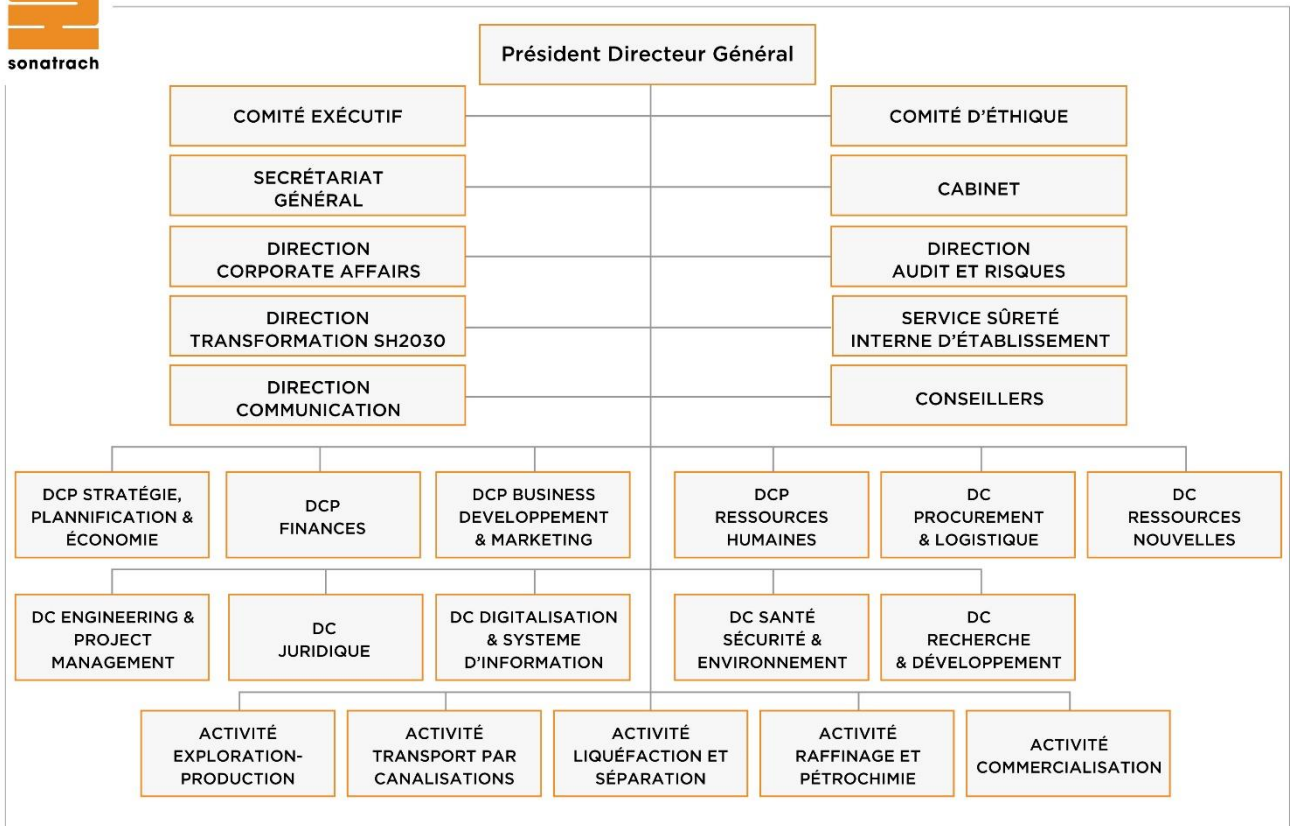 sonatrach
Président Directeur Général
COMITÉ EXÉCUTIF
COMITÉ D'ÉTHIQUE
SECRÉTARIAT
GÉNÉRAL
CABINET
DIRECTION
CORPORATE AFFAIRS
DIRECTION
AUDIT ET RISQUES
DIRECTION
TRANSFORMATION SH2030
SERVICE SÛRETÉ
INTERNE D'ÉTABLISSEMENT
DIRECTION
COMMUNICATION
CONSEILLERS
DCP STRATÉGIE,
PLANNIFICATION &
ÉCONOMIE
DCP
FINANCES
DCP BUSINESS
DEVELOPPEMENT
& MARKETING
DCP
RESSOURCES
HUMAINES
DC
PROCUREMENT
& LOGISTIQUE
DC
RESSOURCES
NOUVELLES
DC ENGINEERING &
PROJECT
MANAGEMENT
DC
JURIDIQUE
DC DIGITALISATION
& SYSTEME
D'INFORMATION
DC SANTÉ
SÉCURITÉ &
ENVIRONNEMENT
DC
RECHERCHE
& DÉVELOPPEMENT
ACTIVITÉ
EXPLORATION-
PRODUCTION
ACTIVITÉ
TRANSPORT PAR
CANALISATIONS
ACTIVITÉ
LIQUÉFACTION ET
SÉPARATION
ACTIVITÉ
RAFFINAGE ET
PÉTROCHIMIE
ACTIVITÉ
COMMERCIALISATION